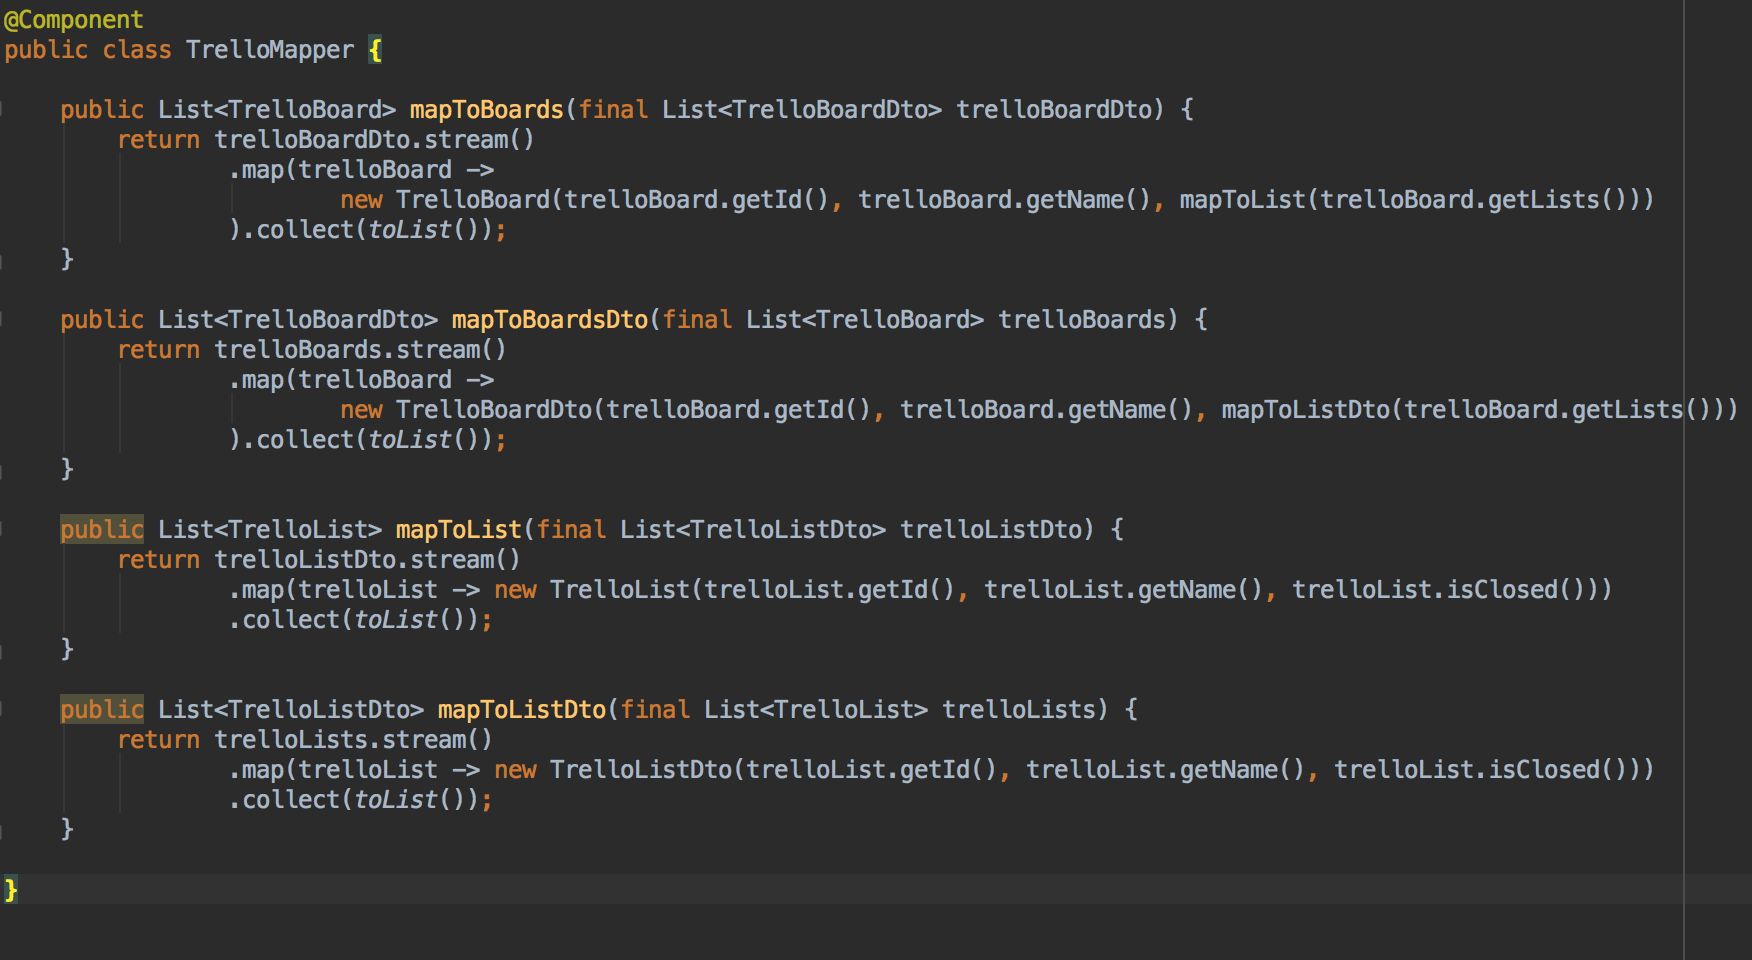 @Component
public class TrelloMapper {
public List<TrelloBoard> mapToBoards(final List<TrelloBoardDto> trelloBoardDto) {
return trelloBoardDto.stream()
.map(trelloBoard ->
new TrelloBoard(trelloBoard.getId(), trelloBoard.getName(), mapToList(trelloBoard.getLists()))
).collect(toList());
}
public List<TrelloBoardDto> mapToBoardsDto(final List<TrelloBoard> trelloBoards) {
return trelloBoards.stream()
.map(trelloBoard ->
new TrelloBoardDto(trelloBoard.getId(), trelloBoard.getName(), mapToListDto(trelloBoard.getLists()))
).collect(toList());
}
public List<TrelloList> mapToList(final List<TrelloListDto> trelloListDto) {
return trelloListDto.stream()
.map(trelloList -> new TrelloList(trelloList.getId(), trelloList.getName(), trelloList.isClosed()))
.collect(toList());
}
public List<TrelloListDto> mapToListDto(final List<TrelloList> trelloLists) {
return trelloLists.stream()
.map(trelloList -> new TrelloListDto(trelloList.getId(), trelloList.getName(), trelloList.isClosed()))
.collect(toList());
}
}